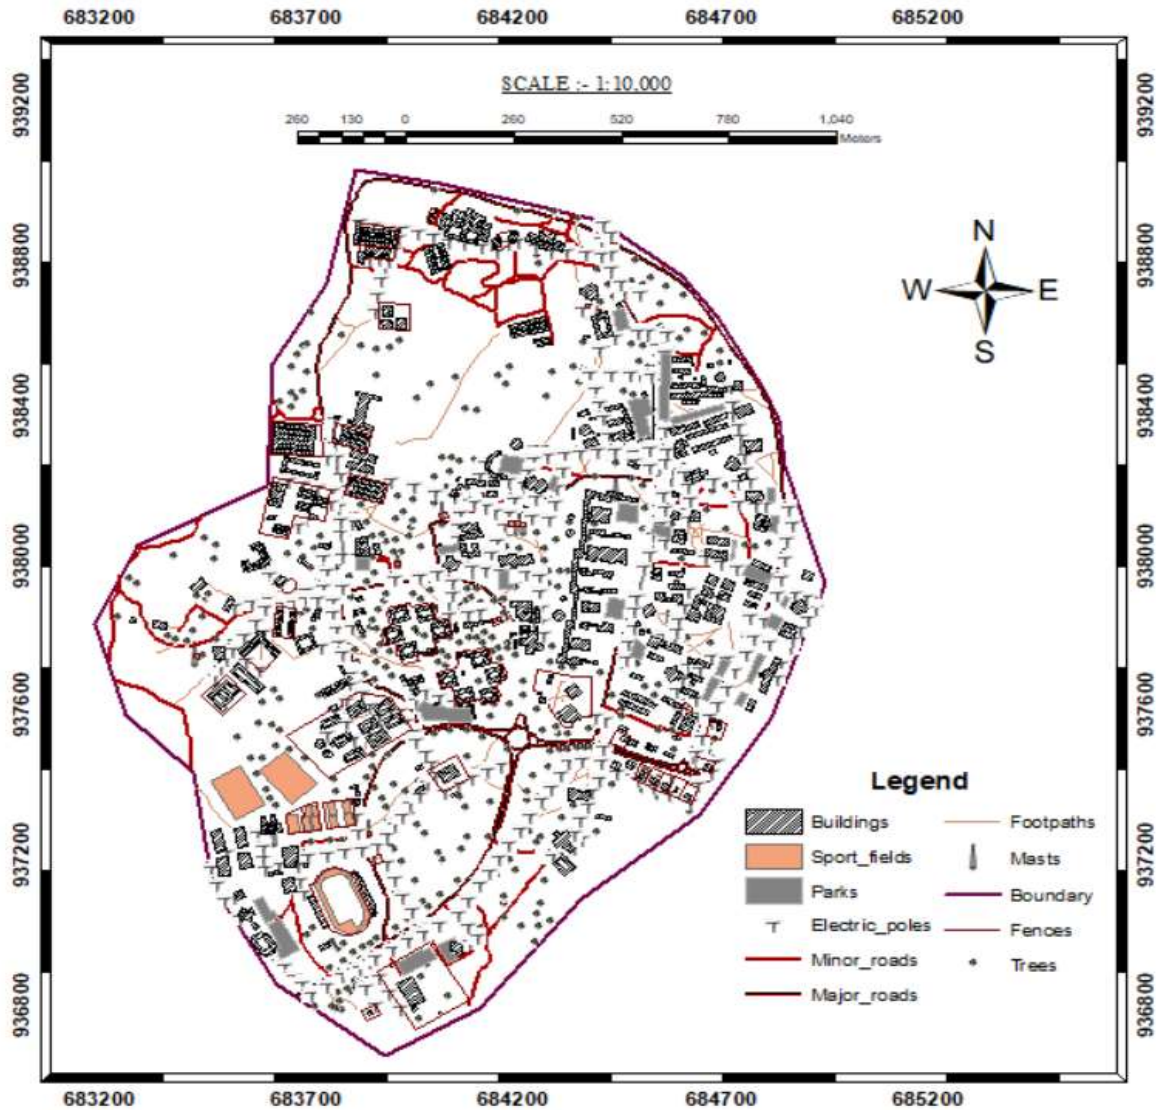 683200 683700 684200 684700 685200
SCALE :- 1:10.000
260 130 0 260 520 780 1,040
Meters
939200 939200
938800 938800
938400 938400
938000 938000
937600 937600
937200 937200
936800 936800
N
W E
S
Legend
Buildings
Sport_fields
Parks
Electric_poles
Minor_roads
Major_roads
Footpaths
Masts
Boundary
Fences
Trees
683200 683700 684200 684700 685200